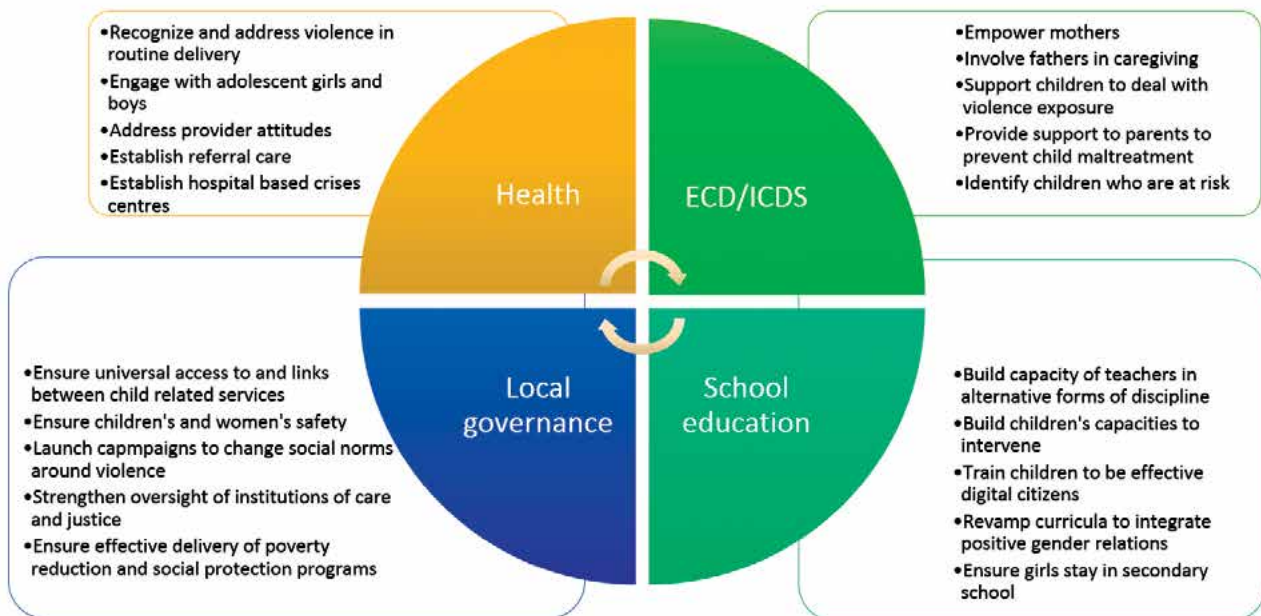 •Recognize and address violence in
routine delivery
•Engage with adolescent girls and
boys
•Address provider attitudes
•Establish referral care
•Establish hospital based crises
centres
Health
ECD/ICDS
•Empower mothers
•Involve fathers in caregiving
•Support children to deal with
violence exposure
•Provide support to parents to
prevent child maltreatment
•Identify children who are at risk
•Ensure universal access to and links
between child related services
•Ensure children's and women's safety
•Launch capmpaigns to change social norms
around violence
•Strengthen oversight of institutions of care
and justice
•Ensure effective delivery of poverty
reduction and social protection programs
Local
governance
School
education
•Build capacity of teachers in
alternative forms of discipline
•Build children's capacities to
intervene
•Train children to be effective
digital citizens
•Revamp curricula to integrate
positive gender relations
•Ensure girls stay in secondary
school